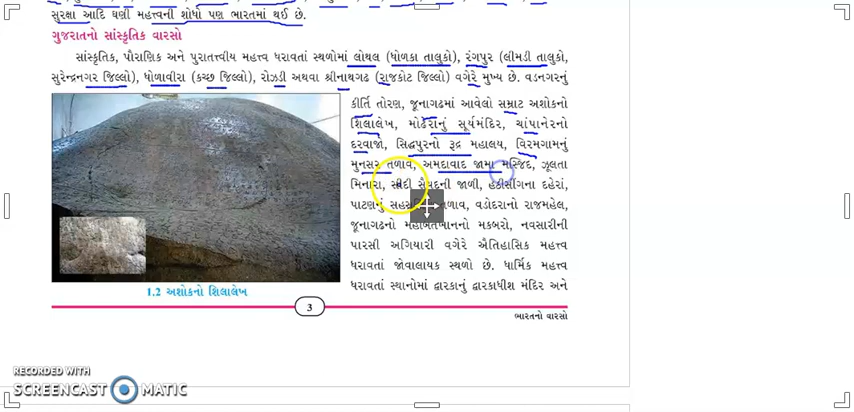 સુરક્ષા આદિ ઘણી મહત્ત્વની શોધો પણ ભારતમાં થઈ છે.
ગુજરાતનો સાંસ્કૃતિક વારસો
સાંસ્કૃતિક, પૌરાણિક અને પુરાતત્ત્વીય મહત્ત્વ ધરાવતાં સ્થળોમાં લોથલ (ધોળકા તાલુકો), રંગપુર (લીમડી તાલુકો,
સુરેન્દ્રનગર જિલ્લો), ધોળાવીરા (કચ્છ જિલ્લો), રોઝડી અથવા શ્રીનાથગઢ (રાજકોટ જિલ્લો) વગેરે મુખ્ય છે. વડનગરનું
કીર્તિ તોરણ, જૂનાગઢમાં આવેલો સમ્રાટ અશોકનો
શિલાલેખ, મોઢેરાનું સૂર્યમંદિર, ચાંપાનેરનો
દરવાજો, સિદ્ધપુરનો રૂદ્ર મહાલય, વિરમગામનું
મુનસર તળાવ, અમદાવાદ જામા મસ્જિદ, ઝૂલતા
મિનારા, સીદી સૈયદની જાળી, હઠીસીંગના દહેરાં,
પાટણનું તળાવ, વડોદરાનો રાજમહેલ,
જૂનાગઢનો મહોબતખાનનો મકબરો, નવસારીની
પારસી અગિયારી વગેરે ઐતિહાસિક મહત્ત્વ
ધરાવતાં જોવાલાયક સ્થળો છે. ધાર્મિક મહત્ત્વ
ધરાવતાં સ્થાનોમાં દ્વારકાનું દ્વારકાધીશ મંદિર અને
1.2 અશોકનો શિલાલેખ
3
ભારતનો વારસો
RECORDED WITH
SCREENCAST MATIC